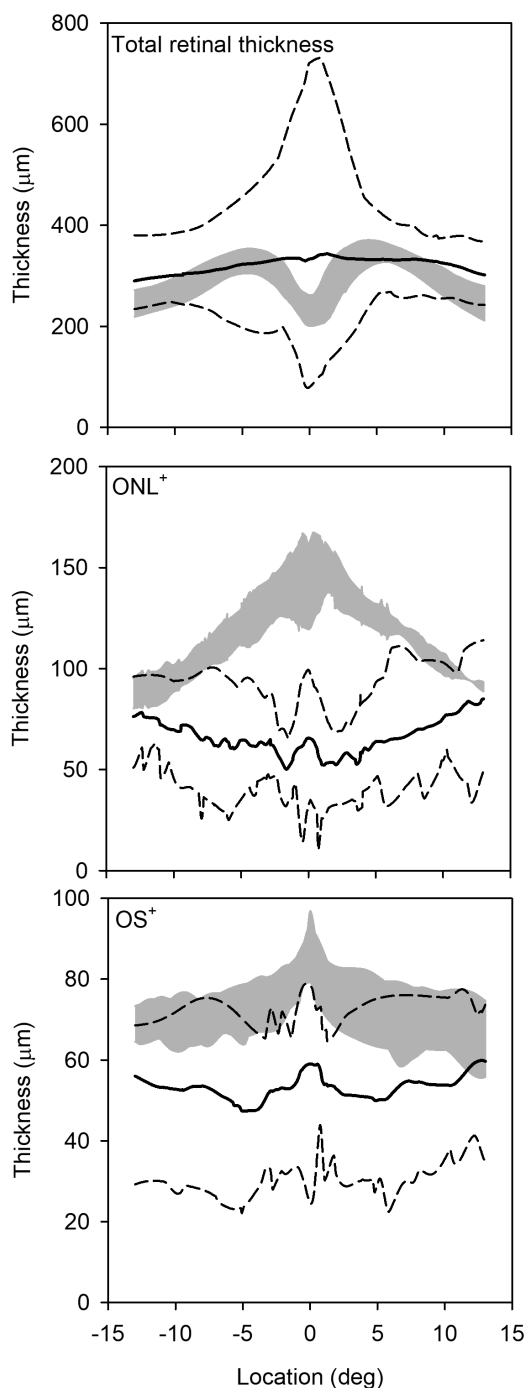 Total retinal thickness
800
600
400
200
0
Thickness (μm)
ONL+
200
150
100
50
0
Thickness (μm)
OS+
100
80
60
40
20
0
Thickness (μm)
-15 -10 -5 0 5 10 15
Location (deg)